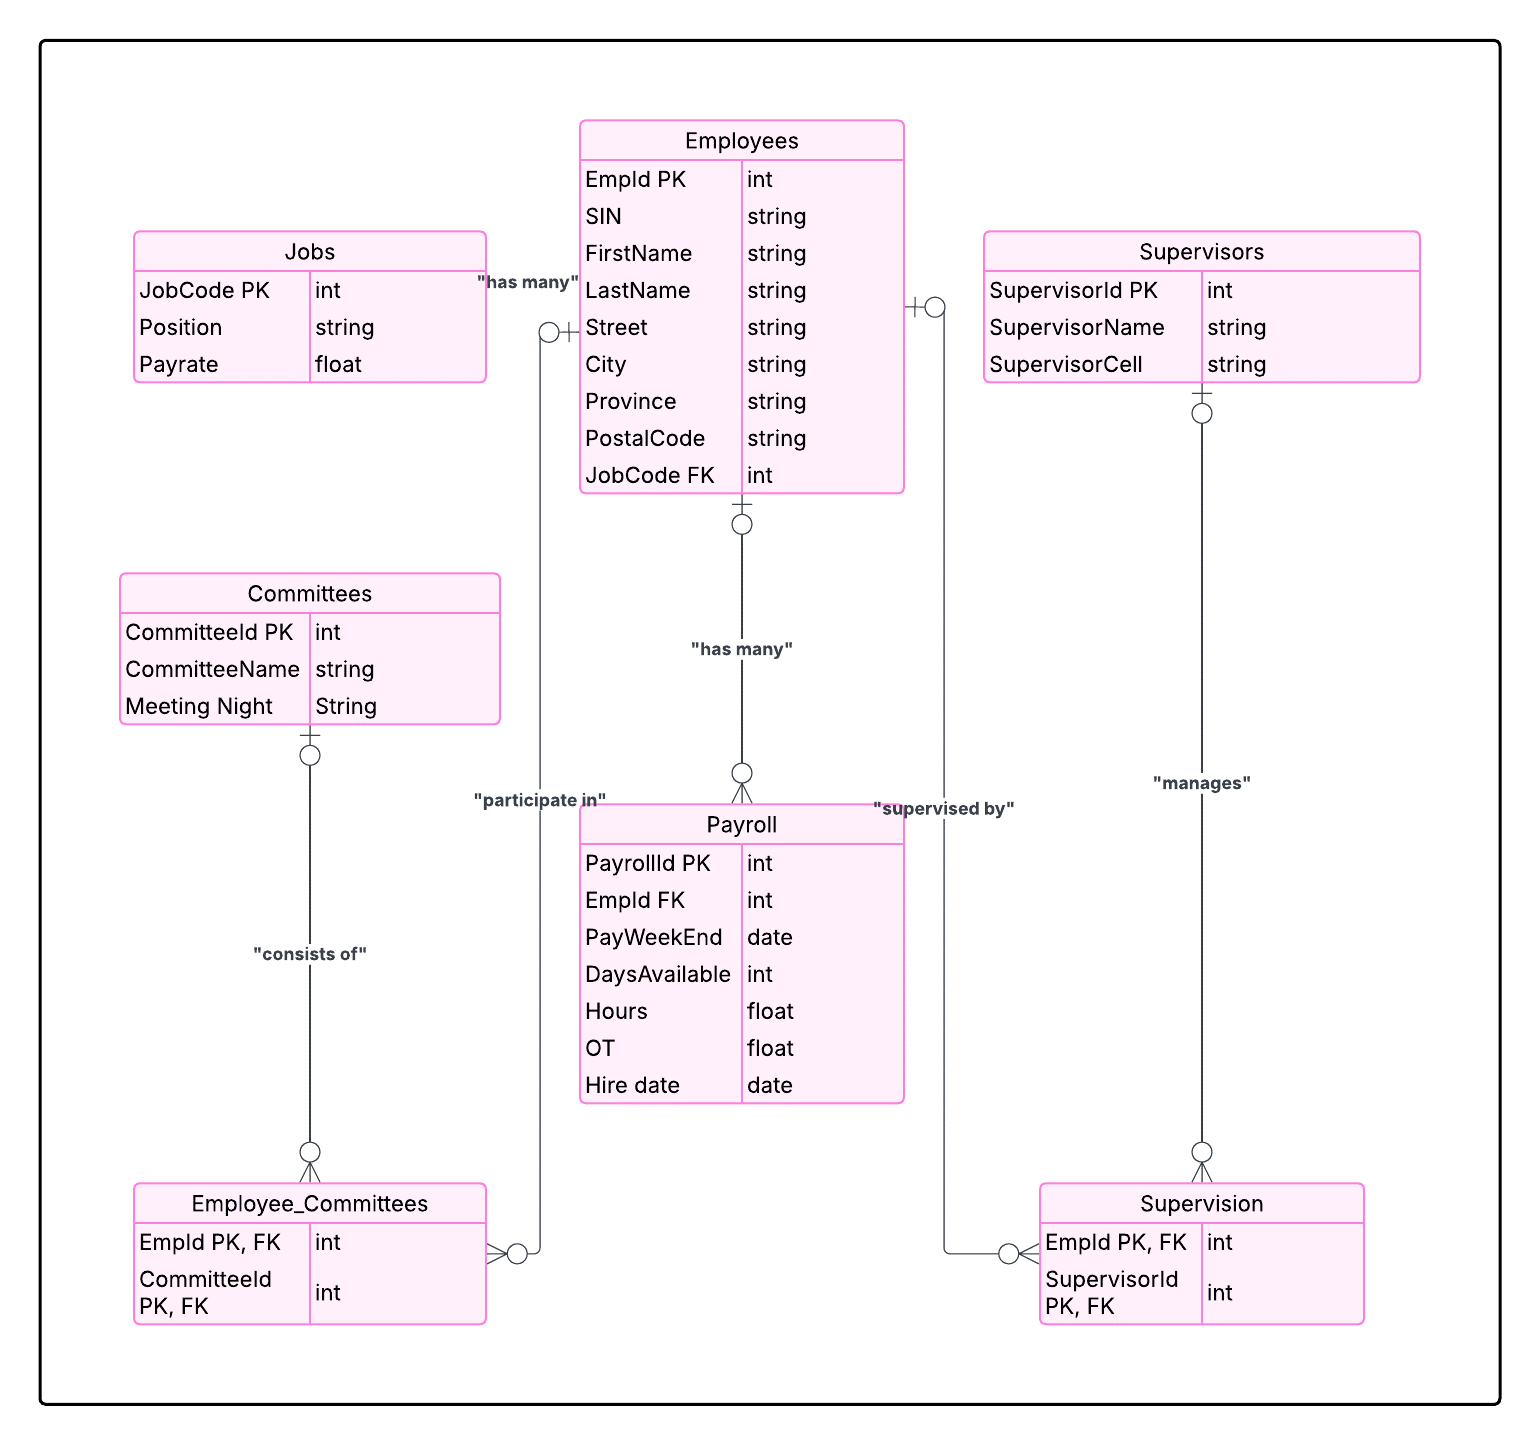 Employees
EmpId PK int
SIN string
FirstName string
LastName string
Street string
City string
Province string
PostalCode string
JobCode FK int
Jobs
JobCode PK int
Position string
Payrate float
"has many"
Supervisors
SupervisorId PK int
SupervisorName string
SupervisorCell string
Committees
CommitteeId PK int
CommitteeName string
Meeting Night String
"has many"
"participate in"
"supervised by"
"manages"
Payroll
PayrollId PK int
EmpId FK int
PayWeekEnd date
DaysAvailable int
Hours float
OT float
Hire date date
"consists of"
Employee_Committees
EmpId PK, FK int
CommitteeId
PK, FK int
Supervision
EmpId PK, FK int
SupervisorId
PK, FK int